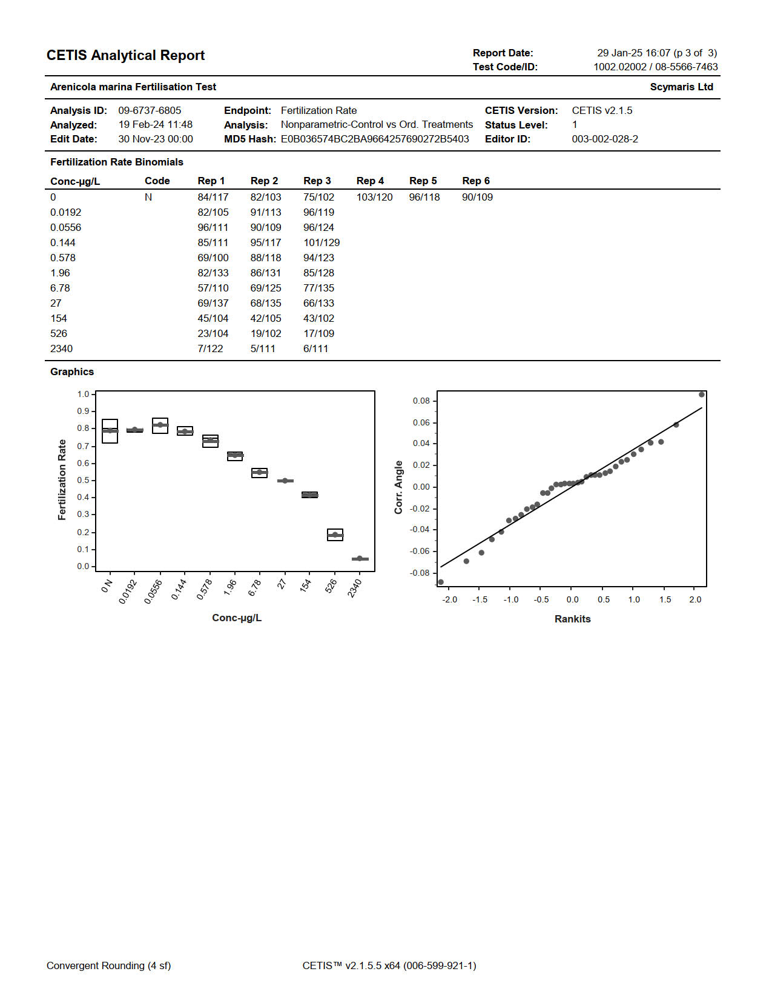 CETIS Analytical Report
Report Date: 29 Jan-25 16:07 (p 3 of 3)
Test Code/ID: 1002.02002 / 08-5566-7463
Arenicola marina Fertilisation Test Scymaris Ltd
Analysis ID: 09-6737-6805 Endpoint: Fertilization Rate CETIS Version: CETIS v2.1.5
Analyzed: 19 Feb-24 11:48 Analysis: Nonparametric-Control vs Ord. Treatments Status Level: 1
Edit Date: 30 Nov-23 00:00 MD5 Hash: E0B036574BC2BA9664257690272B5403 Editor ID: 003-002-028-2
Fertilization Rate Binomials
Conc-µg/L Code Rep 1 Rep 2 Rep 3 Rep 4 Rep 5 Rep 6
0 N 84/117 82/103 75/102 103/120 96/118 90/109
0.0192 82/105 91/113 96/119
0.0556 96/111 90/109 96/124
0.144 85/111 95/117 101/129
0.578 69/100 88/118 94/123
1.96 82/133 86/131 85/128
6.78 57/110 69/125 77/135
27 69/137 68/135 66/133
154 45/104 42/105 43/102
526 23/104 19/102 17/109
2340 7/122 5/111 6/111
Graphics
1.0
0.9
0.8
0.7
0.6
0.5
0.4
0.3
0.2
0.1
0.0
Fertilization Rate
0 N 0.0192 0.0556 0.144 0.578 1.96 6.78 27 154 526 2340
Conc-µg/L
0.08
0.06
0.04
0.02
0.00
-0.02
-0.04
-0.06
-0.08
Corr. Angle
-2.0 -1.5 -1.0 -0.5 0.0 0.5 1.0 1.5 2.0
Rankits
Convergent Rounding (4 sf) CETIS™ v2.1.5.5 x64 (006-599-921-1)